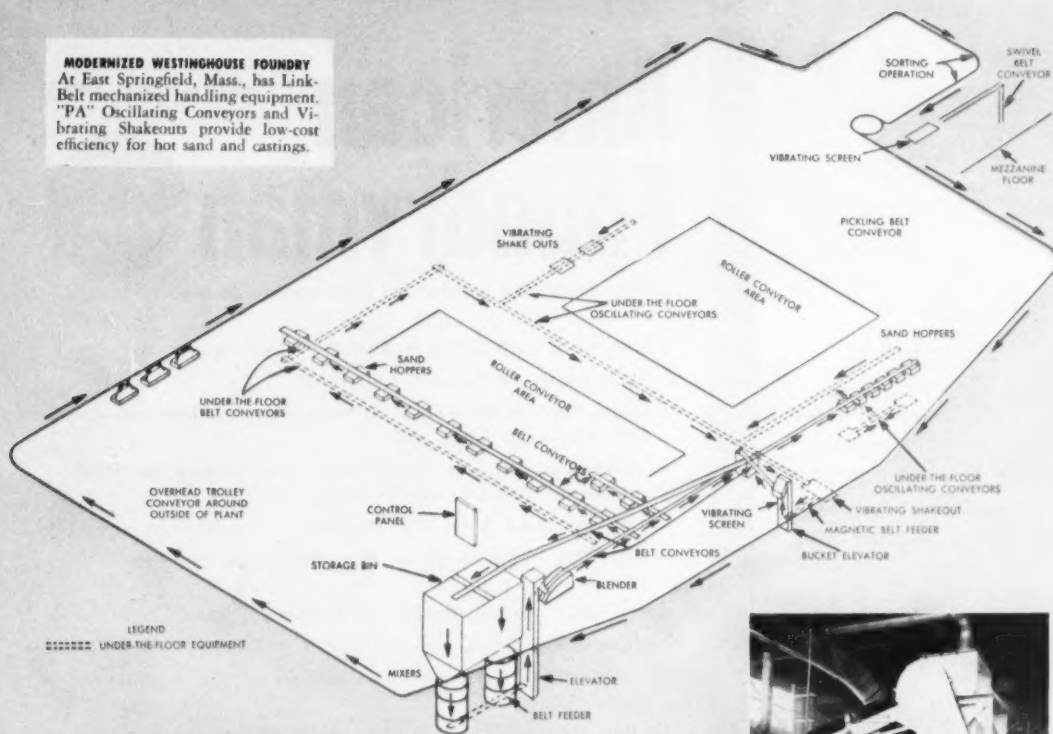 MODERNIZED WESTINGHOUSE FOUNDRY
At East Springfield, Mass., has Link-
Belt mechanized handling equipment.
"PA" Oscillating Conveyors and Vi-
brating Shakeouts provide low-cost
efficiency for hot sand and castings.
SORTING
OPERATION
SWIVEL
BELT
CONVEYOR
VIBRATING SCREEN
MEZZANINE
FLOOR
PICKLING BELT
CONVEYOR
VIBRATING
SHAKE OUTS
ROLLER CONVEYOR
AREA
UNDER-THE-FLOOR
OSCILLATING CONVEYORS
SAND HOPPERS
SAND
HOPPERS
ROLLER CONVEYOR
AREA
UNDER-THE-FLOOR
BELT CONVEYORS
BELT CONVEYORS
OVERHEAD TROLLEY
CONVEYOR AROUND
OUTSIDE OF PLANT
CONTROL
PANEL
UNDER-THE-FLOOR
OSCILLATING CONVEYORS
VIBRATING
SCREEN
VIBRATING SHAKEOUT
MAGNETIC BELT FEEDER
BUCKET ELEVATOR
STORAGE BIN
BELT CONVEYORS
BLENDER
LEGEND
UNDER-THE-FLOOR EQUIPMENT
MIXERS
ELEVATOR
BELT FEEDER